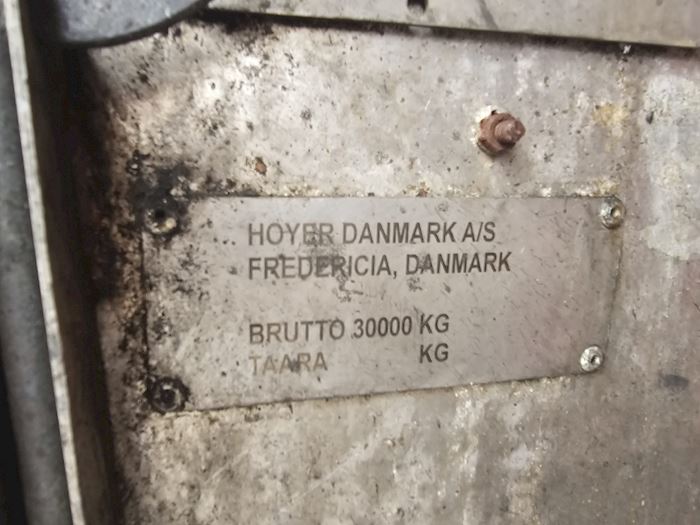 HOYER DANMARK A/S
FREDERICIA, DANMARK
BRUTTO 30000 KG
TAARA KG